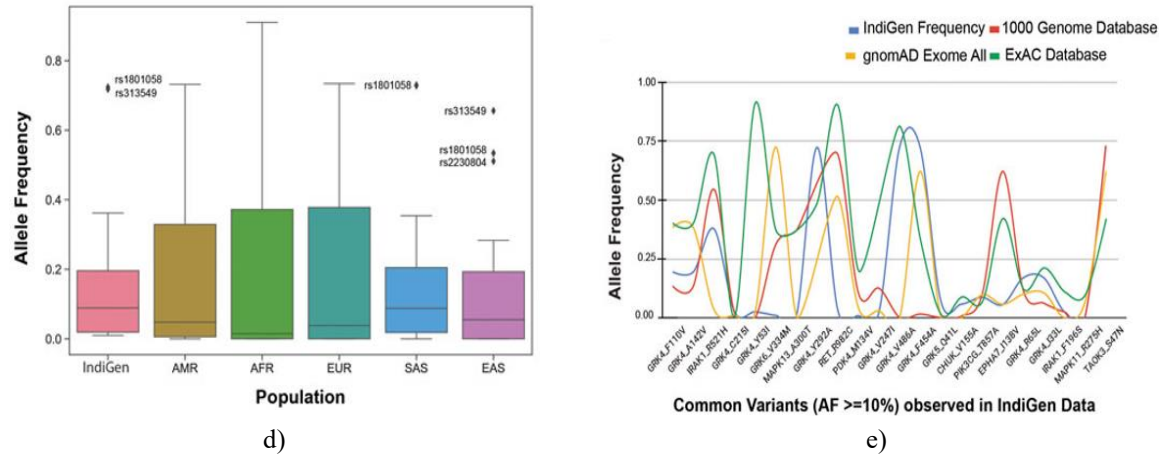 0.8
0.6
0.4
0.2
0.0
Allele Frequency
rs1801058
rs313549
rs1801058
rs313549
rs1801058
rs2230804
IndiGen AMR AFR EUR SAS EAS
Population
d)
IndiGen Frequency 1000 Genome Database
gnomAD Exome All ExAC Database
1.00
0.75
0.50
0.25
0.00
Allele Frequency
GRK4_F110V
GRK4_A142V
IRAK1_R521H
GRK4_C215I
GRK4_Y53I
GRK6_V334M
MAPK13_A300T
GRK4_Y292A
RET_R982C
PDK4_M134V
GRK4_V247I
GRK4_V486A
GRK4_F454A
GRK5_Q41L
CHUK_V155A
PIK3CG_T857A
EPHA7_I138V
GRK4_R65L
GRK4_I33L
IRAK1_F196S
MAPK11_R275H
TAOK3_S47N
Common Variants (AF >=10%) observed in IndiGen Data
e)